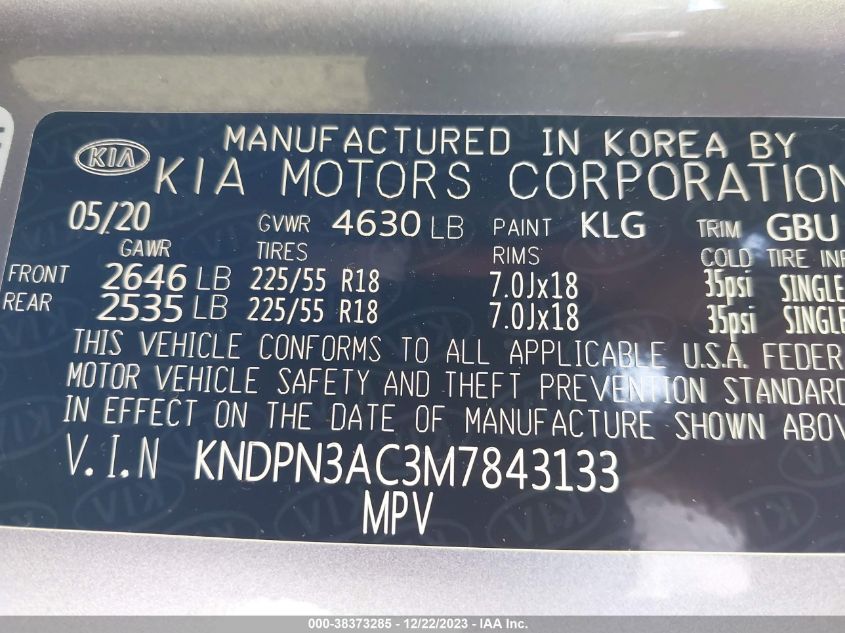 MANUFACTURED IN KOREA BY
KIA KIA MOTORS CORPORATION
05/20 GVWR 4630 LB PAINT KLG TRIM GBU
GAWR TIRES RIMS COLD TIRE
FRONT 2646 LB 225/55 R18 7.0Jx18 35psi SINGLE
REAR 2535 LB 225/55 R18 7.0Jx18 35psi SINGLE
THIS VEHICLE CONFORMS TO ALL APPLICABLE U.S.A. FEDER
MOTOR VEHICLE SAFETY AND THEFT PREVENTION STANDARD
IN EFFECT ON THE DATE OF MANUFACTURE SHOWN ABOV
V.I.N KNDPN3AC3M7843133
MPV
000-38373285 - 12/22/2023 - IAA Inc.